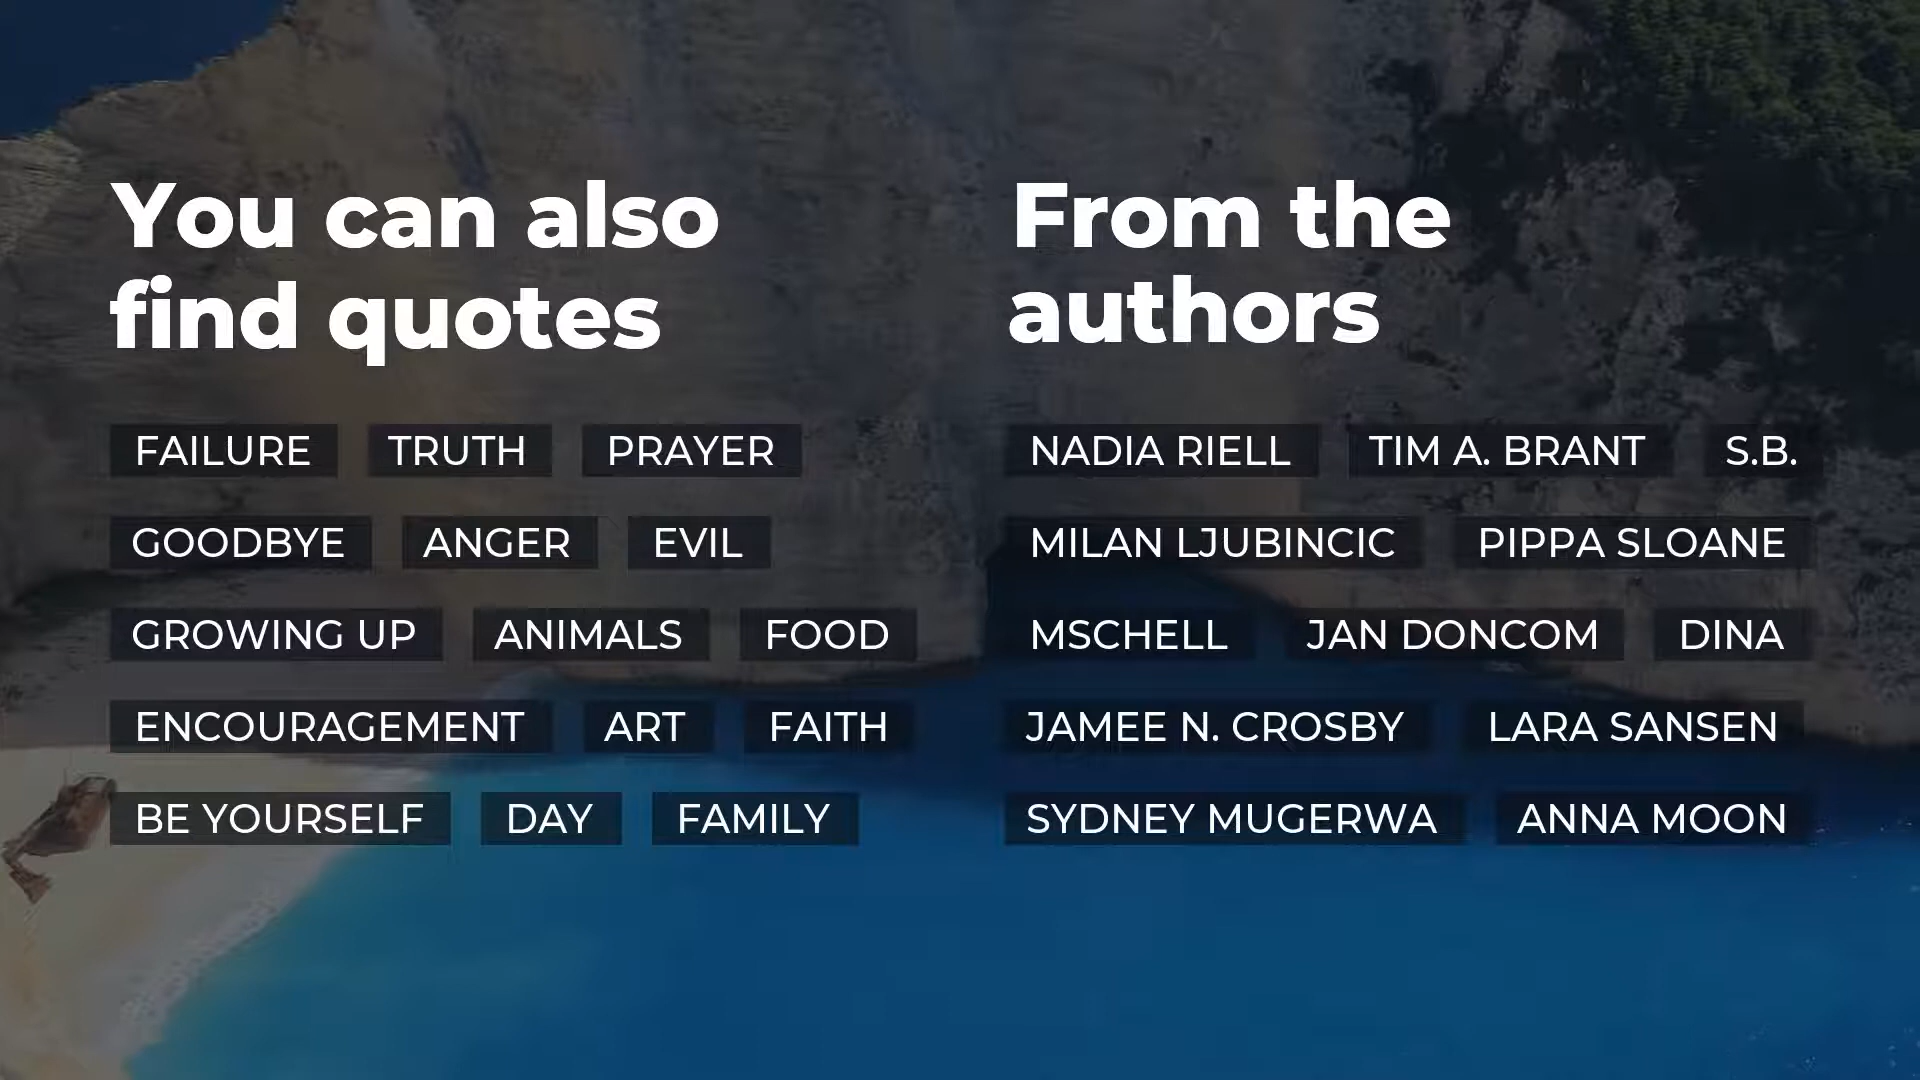 You can also
find quotes
FAILURE TRUTH PRAYER
GOODBYE ANGER EVIL
GROWING UP ANIMALS FOOD
ENCOURAGEMENT ART FAITH
BE YOURSELF DAY FAMILY
From the
authors
NADIA RIELL TIM A. BRANT S.B.
MILAN LJUBINCIC PIPPA SLOANE
MSCHELL JAN DONCOM DINA
JAMEE N. CROSBY LARA SANSEN
SYDNEY MUGERWA ANNA MOON